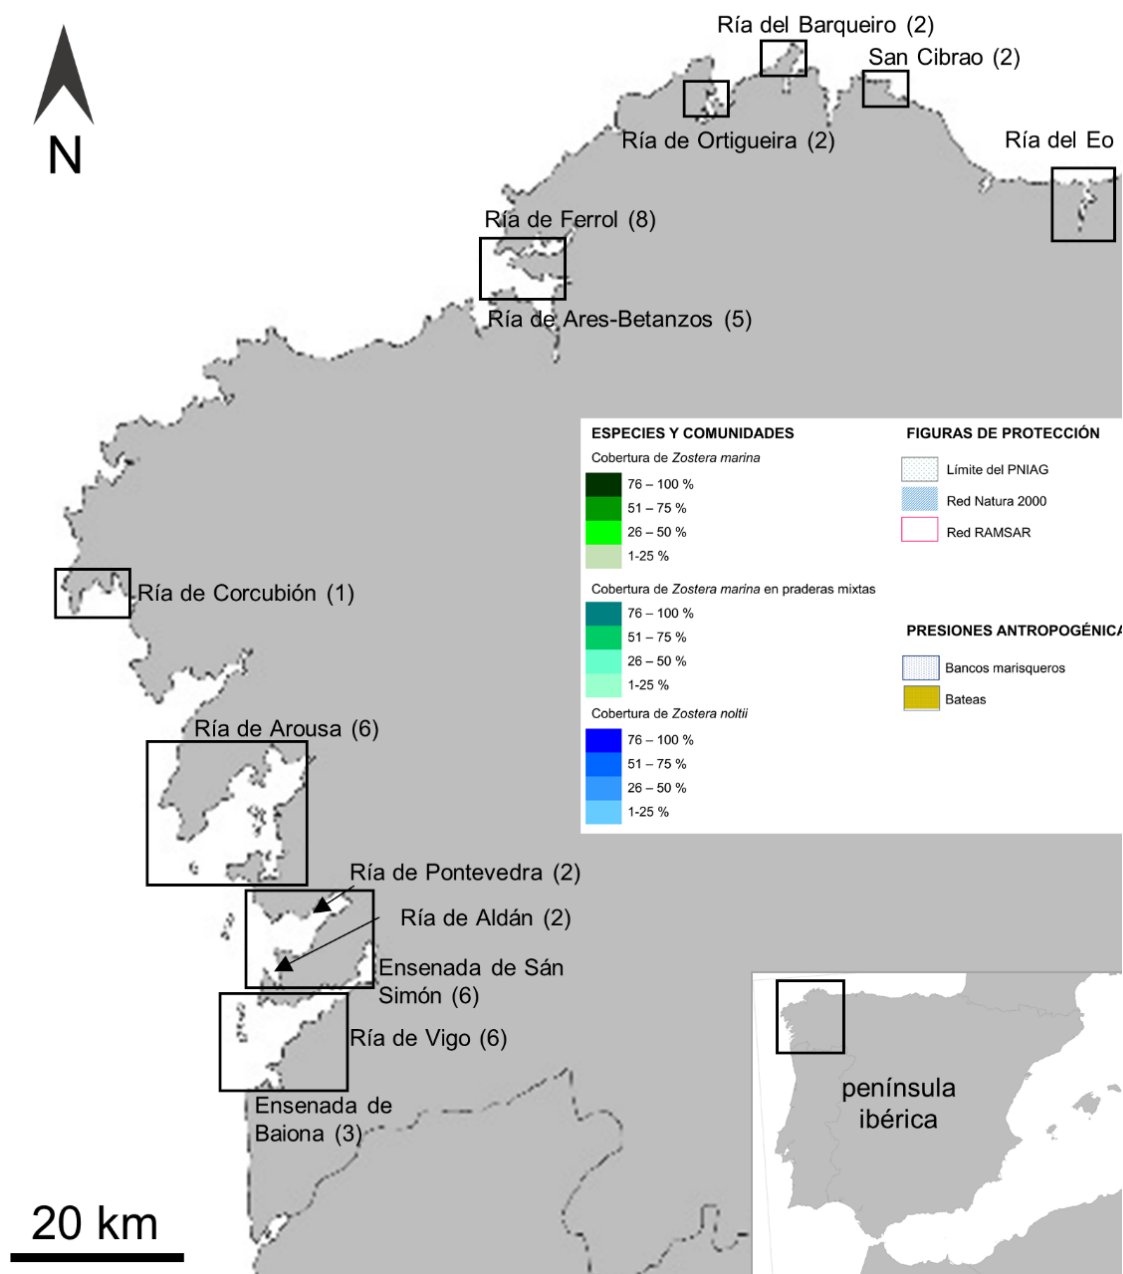 N
Ría del Barqueiro (2)
San Cibrao (2)
Ría de Ortigueira (2)
Ría del Eo
Ría de Ferrol (8)
Ría de Ares-Betanzos (5)
Ría de Corcubión (1)
Ría de Arousa (6)
Ría de Pontevedra (2)
Ría de Aldán (2)
Ensenada de Sán
Simón (6)
Ría de Vigo (6)
Ensenada de
Baiona (3)
20 km
ESPECIES Y COMUNIDADES
Cobertura de Zostera marina
76 – 100 %
51 – 75 %
26 – 50 %
1-25 %
Cobertura de Zostera marina en praderas mixtas
76 – 100 %
51 – 75 %
26 – 50 %
1-25 %
Cobertura de Zostera noltii
76 – 100 %
51 – 75 %
26 – 50 %
1-25 %
FIGURAS DE PROTECCIÓN
Límite del PNIAG
Red Natura 2000
Red RAMSAR
PRESIONES ANTROPOGÉNICA
Bancos marisqueros
Bateas
península
ibérica